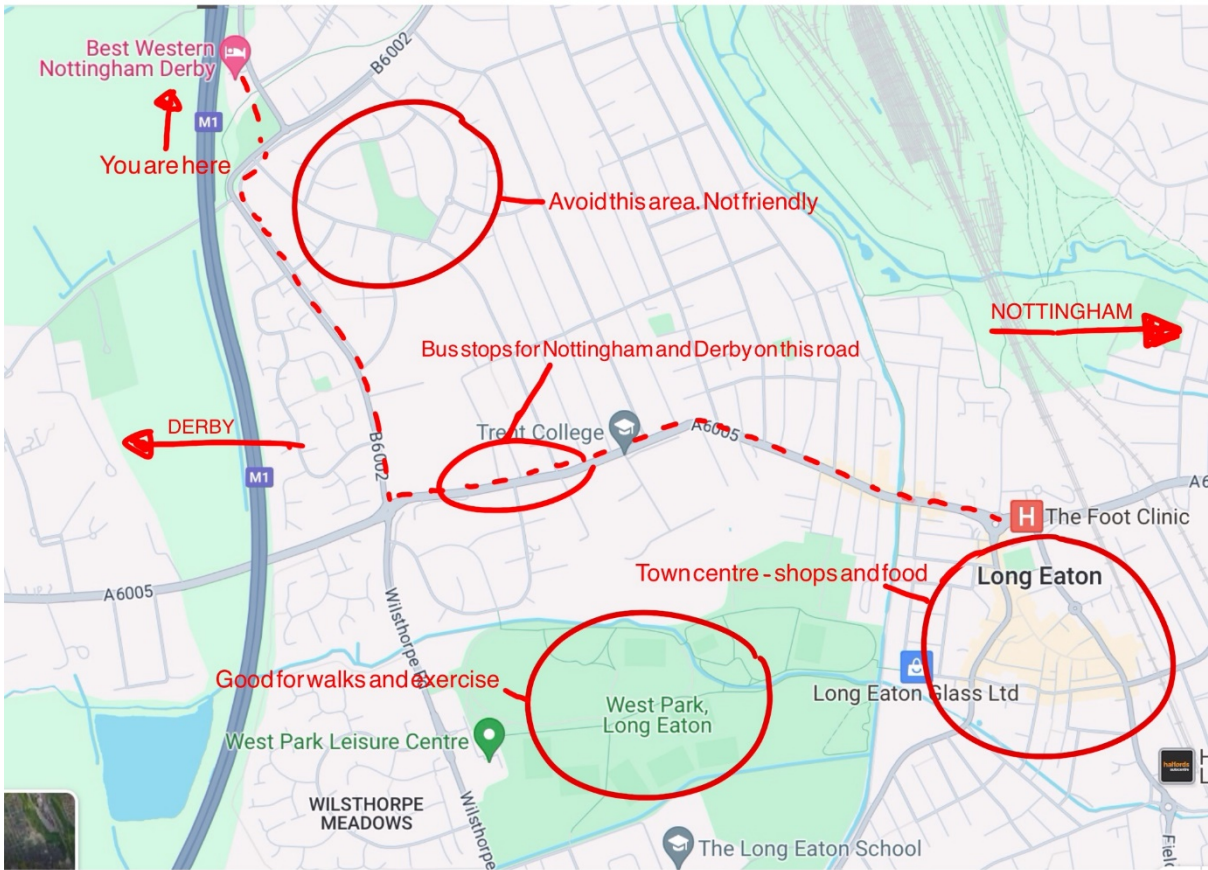 Best Western
Nottingham Derby
B6002
M1
You are here
Avoid this area. Not friendly
NOTTINGHAM
Bus stops for Nottingham and Derby on this road
DERBY
Trent College
A6005
B6002
M1
The Foot Clinic
H
Town centre - shops and food
Long Eaton
A6005
Good for walks and exercise
West Park,
Long Eaton
Long Eaton Glass Ltd
West Park Leisure Centre
halfords
WILSTHORPE
MEADOWS
Wilsthorpe
The Long Eaton School